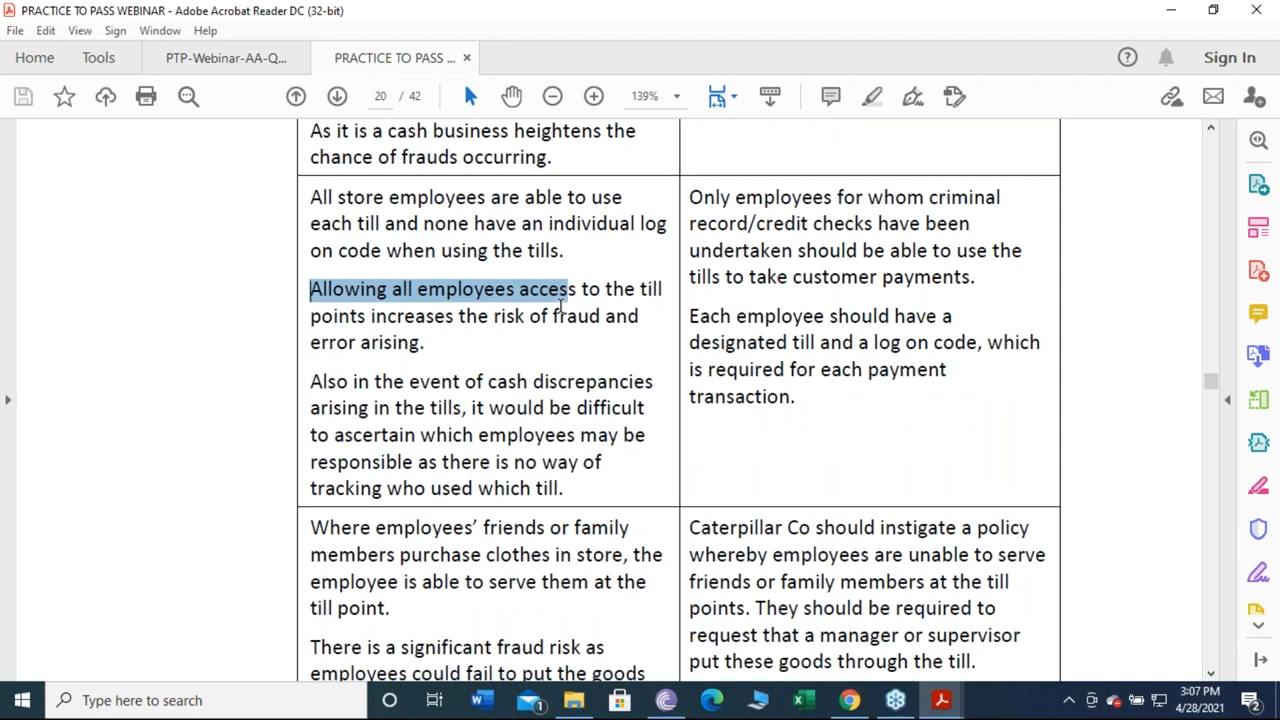 PRACTICE TO PASS WEBINAR - Adobe Acrobat Reader DC (32-bit)
File Edit View Sign Window Help
Home Tools PTP-Webinar-AA-Q... PRACTICE TO PASS ... × Sign In
20 / 42 139%
As it is a cash business heightens the
chance of frauds occurring.
All store employees are able to use
each till and none have an individual log
on code when using the tills.
Allowing all employees access to the till
points increases the risk of fraud and
error arising.
Also in the event of cash discrepancies
arising in the tills, it would be difficult
to ascertain which employees may be
responsible as there is no way of
tracking who used which till.
Only employees for whom criminal
record/credit checks have been
undertaken should be able to use the
tills to take customer payments.
Each employee should have a
designated till and a log on code, which
is required for each payment
transaction.
Where employees’ friends or family
members purchase clothes in store, the
employee is able to serve them at the
till point.
There is a significant fraud risk as
employees could fail to put the goods
Caterpillar Co should instigate a policy
whereby employees are unable to serve
friends or family members at the till
points. They should be required to
request that a manager or supervisor
put these goods through the till.
Type here to search
1
3:07 PM
4/28/2021
2